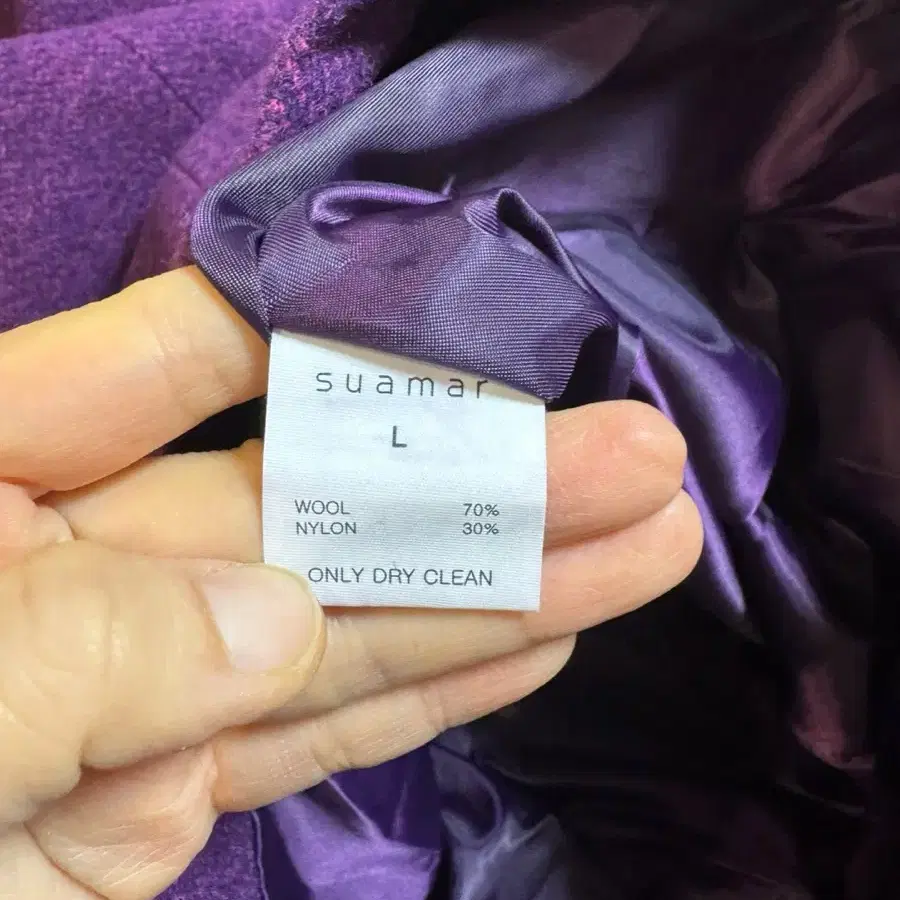 suamar
L
WOOL 70%
NYLON 30%
ONLY DRY CLEAN